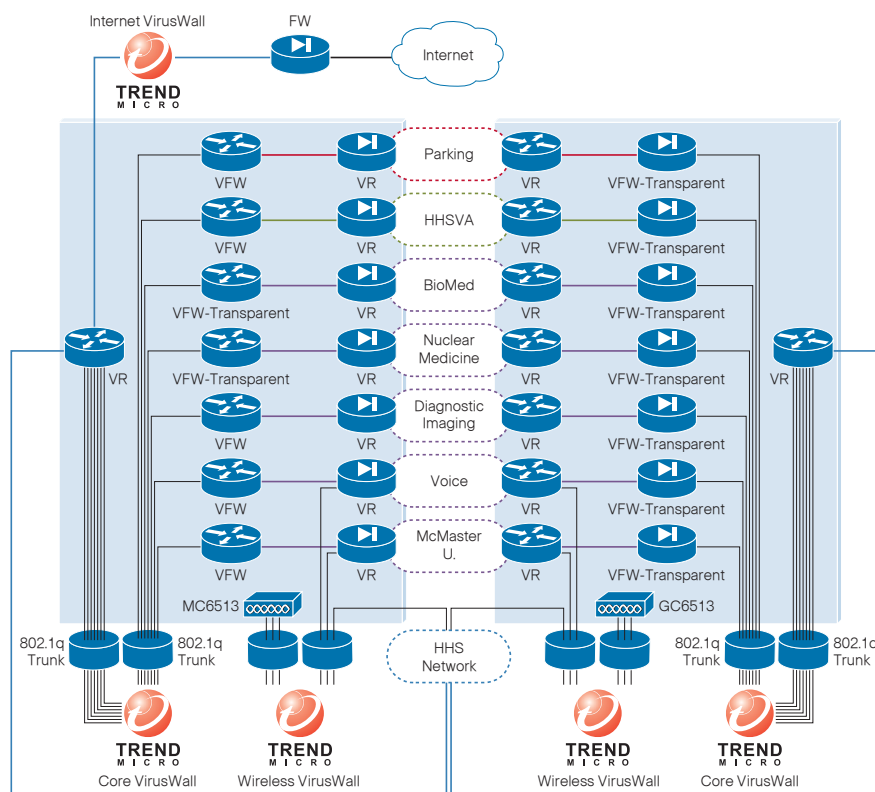 Internet VirusWall
FW
TREND
MICRO
Internet
Parking
VFW
VR
VR
VFW-Transparent
HHSVA
VFW
VR
VR
VFW-Transparent
BioMed
VFW-Transparent
VR
VR
VFW-Transparent
Nuclear
Medicine
VR
VFW-Transparent
VR
VR
VFW-Transparent
VR
Diagnostic
Imaging
VFW
VR
VR
VFW-Transparent
Voice
VFW
VR
VR
VFW-Transparent
McMaster
U.
VFW
VR
VR
VFW-Transparent
MC6513
GC6513
802.1q
Trunk
802.1q
Trunk
HHS
Network
802.1q
Trunk
802.1q
Trunk
TREND
MICRO
Core VirusWall
TREND
MICRO
Wireless VirusWall
TREND
MICRO
Wireless VirusWall
TREND
MICRO
Core VirusWall